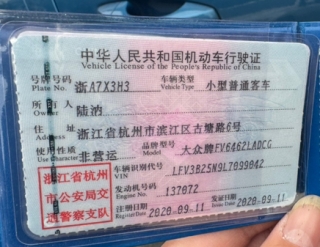 中华人民共和国机动车行驶证
Vehicle License of the People's Republic of China
号牌号码 浙A7X3H3 车辆类型 小型普通客车
Plate No. Vehicle Type
所有人 陆汭
Owner
住址 浙江省杭州市滨江区古塘路6号
Address
使用性质 非营运 品牌型号 大众牌FV6462LADCG
Use Character Model
车辆识别代号 LFV3B25N9L7099042
VIN
发动机号码 137072
Engine No.
注册日期 2020-09-11 发证日期 2020-09-11
Register Date Issue Date
浙江省杭州
市公安局交
通警察支队